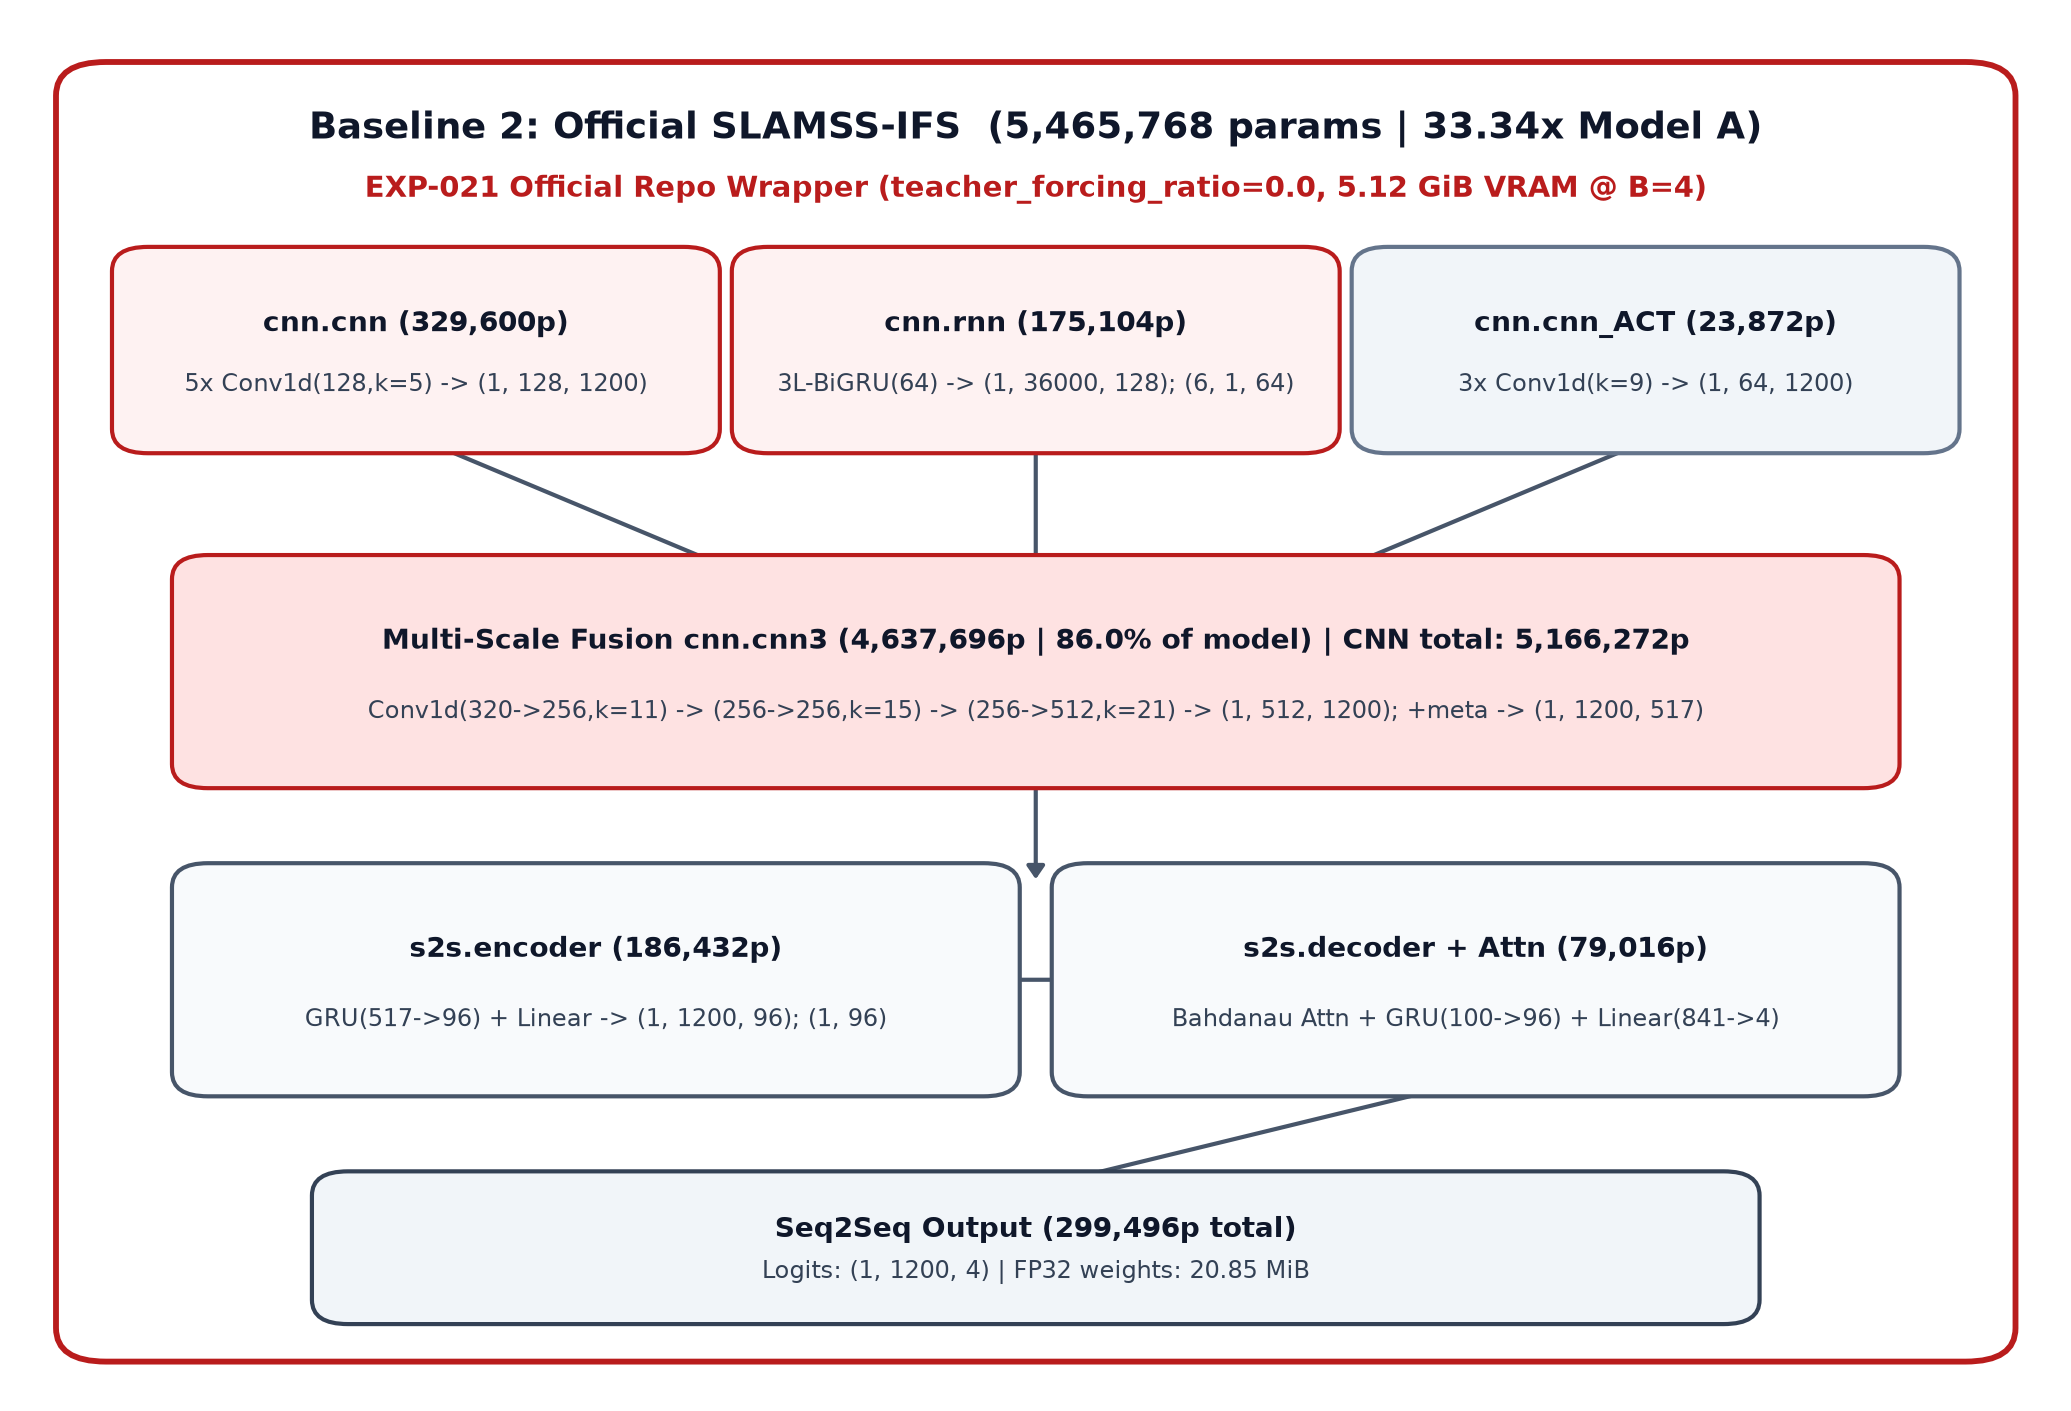 Baseline 2: Official SLAMSS-IFS  (5,465,768 params | 33.34x Model A)
EXP-021 Official Repo Wrapper (teacher_forcing_ratio=0.0, 5.12 GiB VRAM @ B=4)
cnn.cnn (329,600p)
5x Conv1d(128,k=5) -> (1, 128, 1200)
cnn.rnn (175,104p)
3L-BiGRU(64) -> (1, 36000, 128); (6, 1, 64)
cnn.cnn_ACT (23,872p)
3x Conv1d(k=9) -> (1, 64, 1200)
Multi-Scale Fusion cnn.cnn3 (4,637,696p | 86.0% of model) | CNN total: 5,166,272p
Conv1d(320->256,k=11) -> (256->256,k=15) -> (256->512,k=21) -> (1, 512, 1200); +meta -> (1, 1200, 517)
s2s.encoder (186,432p)
GRU(517->96) + Linear -> (1, 1200, 96); (1, 96)
s2s.decoder + Attn (79,016p)
Bahdanau Attn + GRU(100->96) + Linear(841->4)
Seq2Seq Output (299,496p total)
Logits: (1, 1200, 4) | FP32 weights: 20.85 MiB